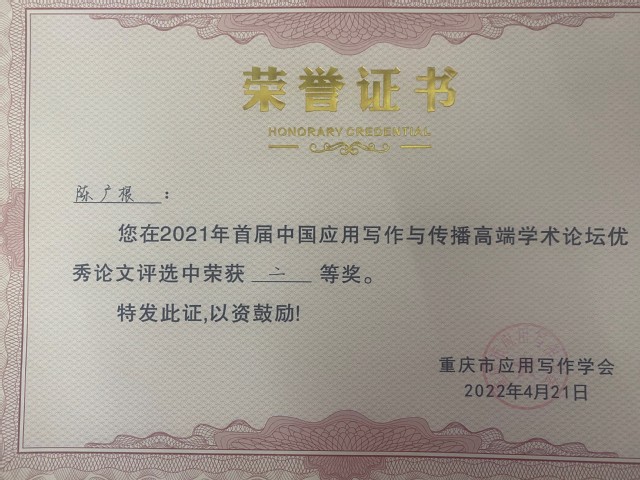 荣誉证书
HONORARY CREDENTIAL
陈广根：
您在2021年首届中国应用写作与传播高端学术论坛优
秀论文评选中荣获 二 等奖。
特发此证,以资鼓励!
重庆市应用写作学会
2022年4月21日